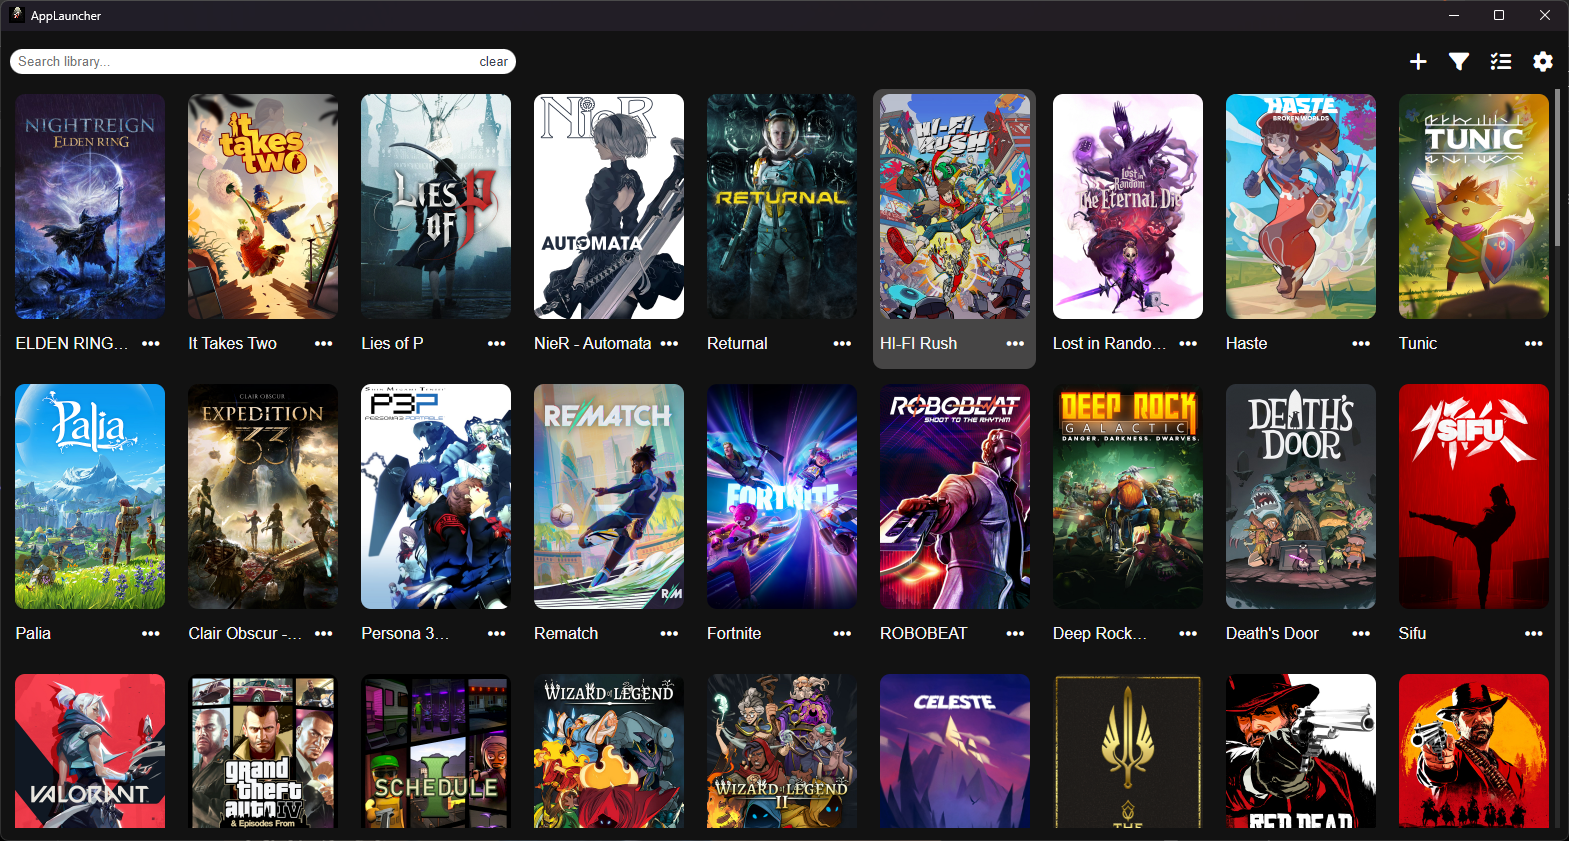 AppLauncher
Search library...
clear
NIGHTREIGN
ELDEN RING
it
takes
two
LIES
OF P
NieR
AUTOMATA
RETURNAL
HI-FI
RUSH
Lost in
Random
The Eternal Die
HASTE
BROKEN WORLDS
TUNIC
ELDEN RING...
It Takes Two
Lies of P
NieR - Automata
Returnal
HI-FI Rush
Lost in Rando...
Haste
Tunic
Palia
CLAIR OBSCUR
EXPEDITION
33
SHIN MEGAMI TENSEI
P3P
PERSONA3 PORTABLE
REMATCH
RM
FORTNITE
ROBOBEAT
SHOOT TO THE RHYTHM
DEEP ROCK
GALACTIC
DANGER. DARKNESS. DWARVES.
DEATH'S
DOOR
SIFU
Palia
Clair Obscur -...
Persona 3...
Rematch
Fortnite
ROBOBEAT
Deep Rock...
Death's Door
Sifu
VALORANT
grand
theft
auto IV
& Episodes From
SCHEDULE
I
WIZARD of LEGEND
WIZARD of LEGEND
II
CELESTE
THE
RED DEAD